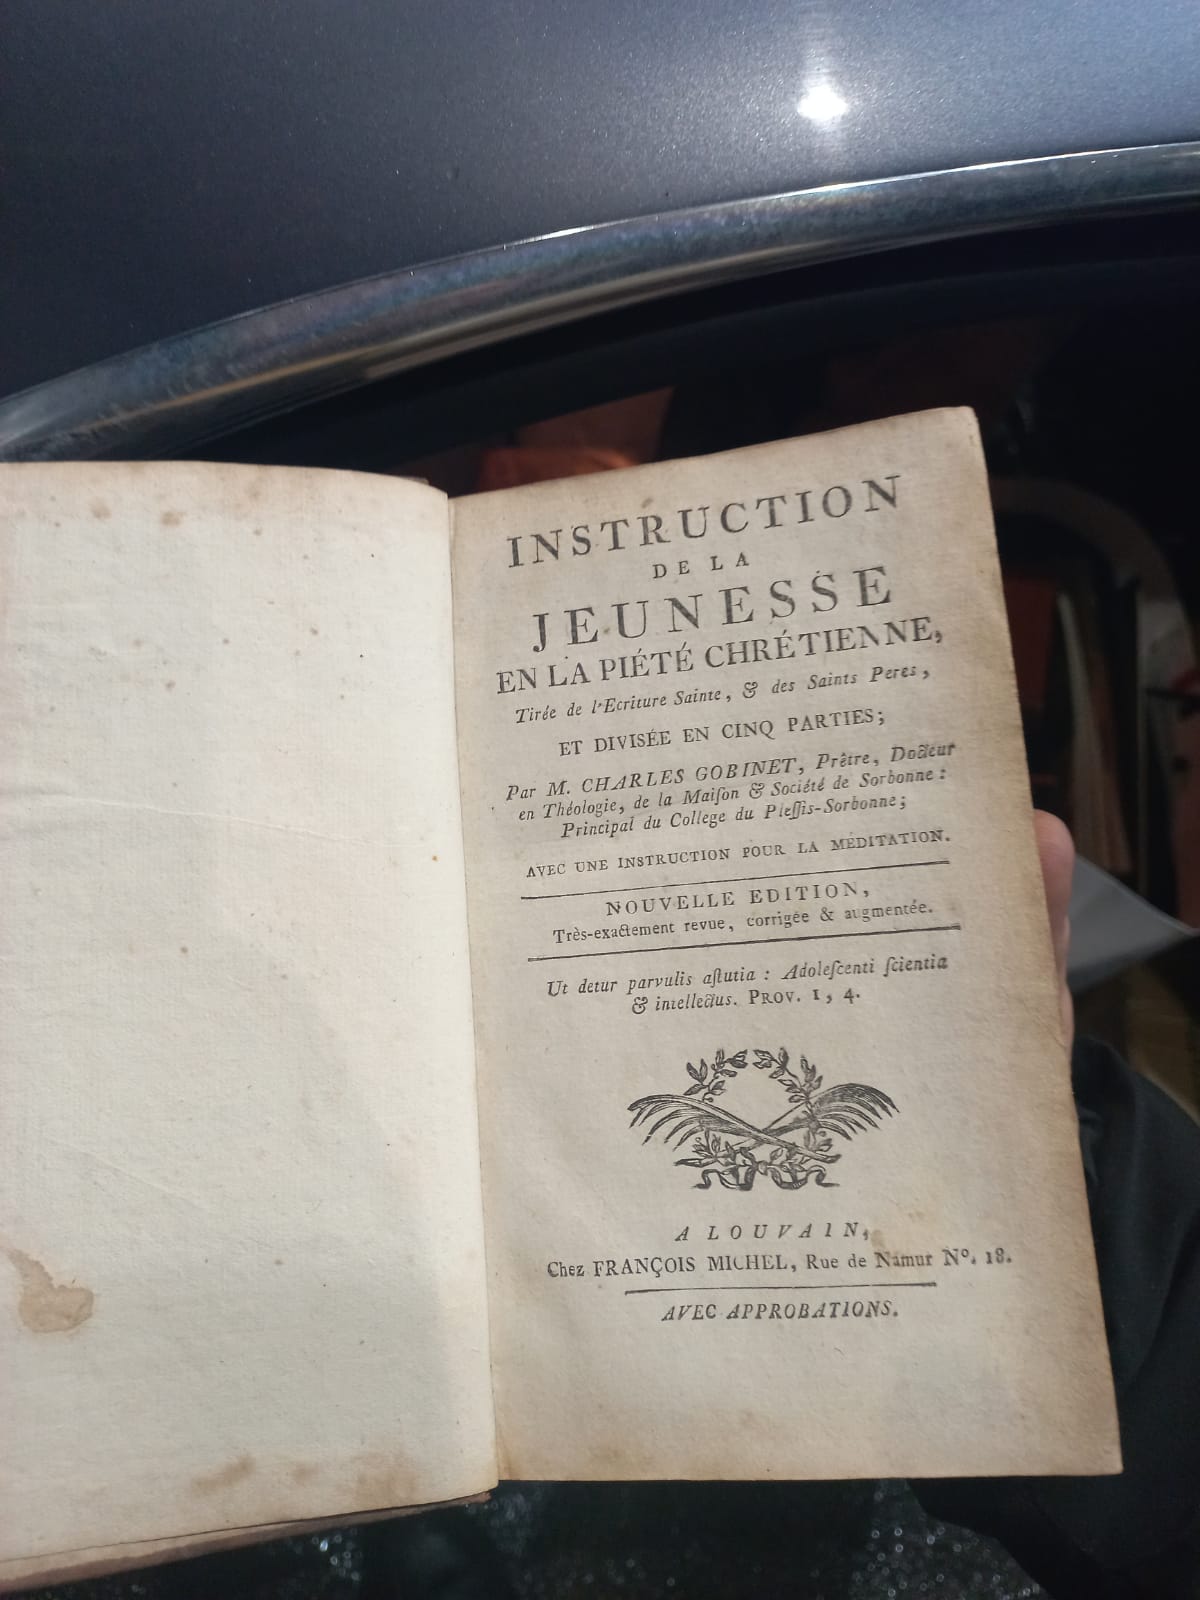 INSTRUCTION
DE LA
JEUNESSE
EN LA PIÉTÉ CHRÉTIENNE,
Tirée de l'Ecriture Sainte, & des Saints Peres,
ET DIVISÉE EN CINQ PARTIES;
Par M. CHARLES GOBINET, Prêtre, Docteur
en Théologie, de la Maiſon & Société de Sorbonne:
Principal du College du Pleſſis-Sorbonne;
AVEC UNE INSTRUCTION POUR LA MÉDITATION.
NOUVELLE EDITION,
Très-exactement revue, corrigée & augmentée.
Ut detur parvulis aſtutia: Adoleſcenti ſcientia
& intellectus. PROV. 1, 4.
A LOUVAIN,
Chez FRANÇOIS MICHEL, Rue de Namur Nº. 18.
AVEC APPROBATIONS.